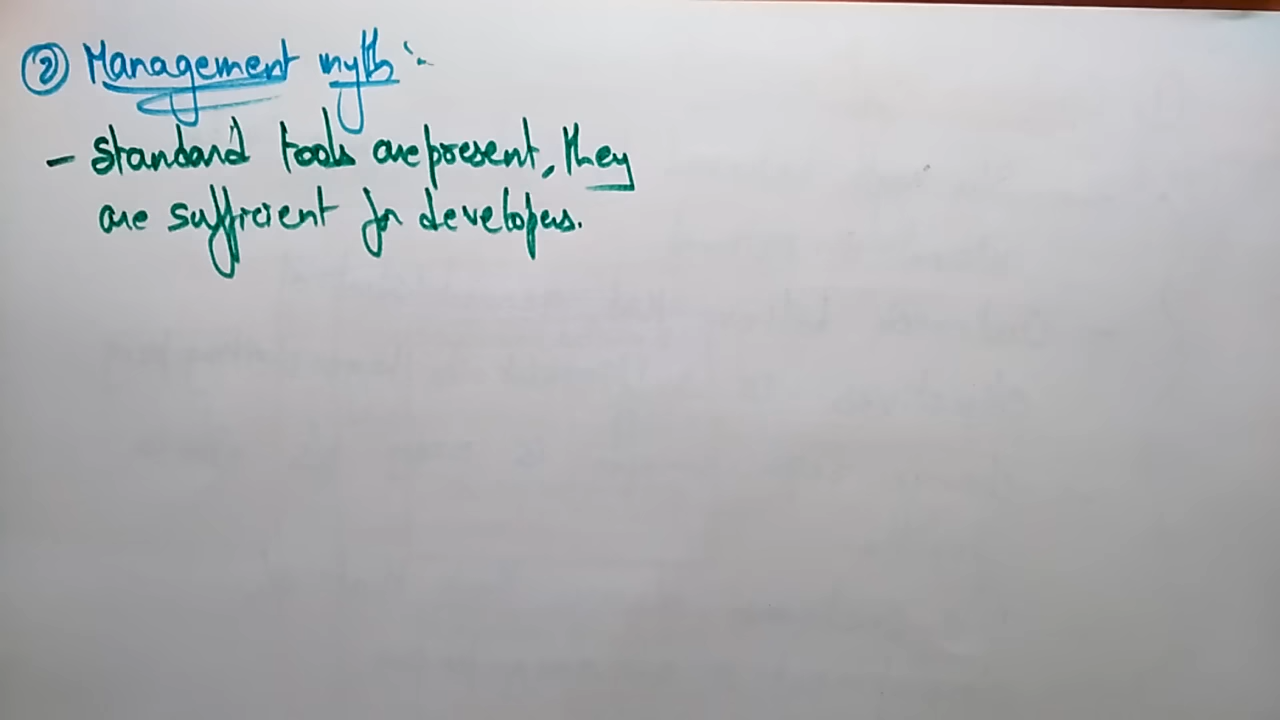 ② Management myth :-
- Standard tools are present, they
are sufficient for developers.